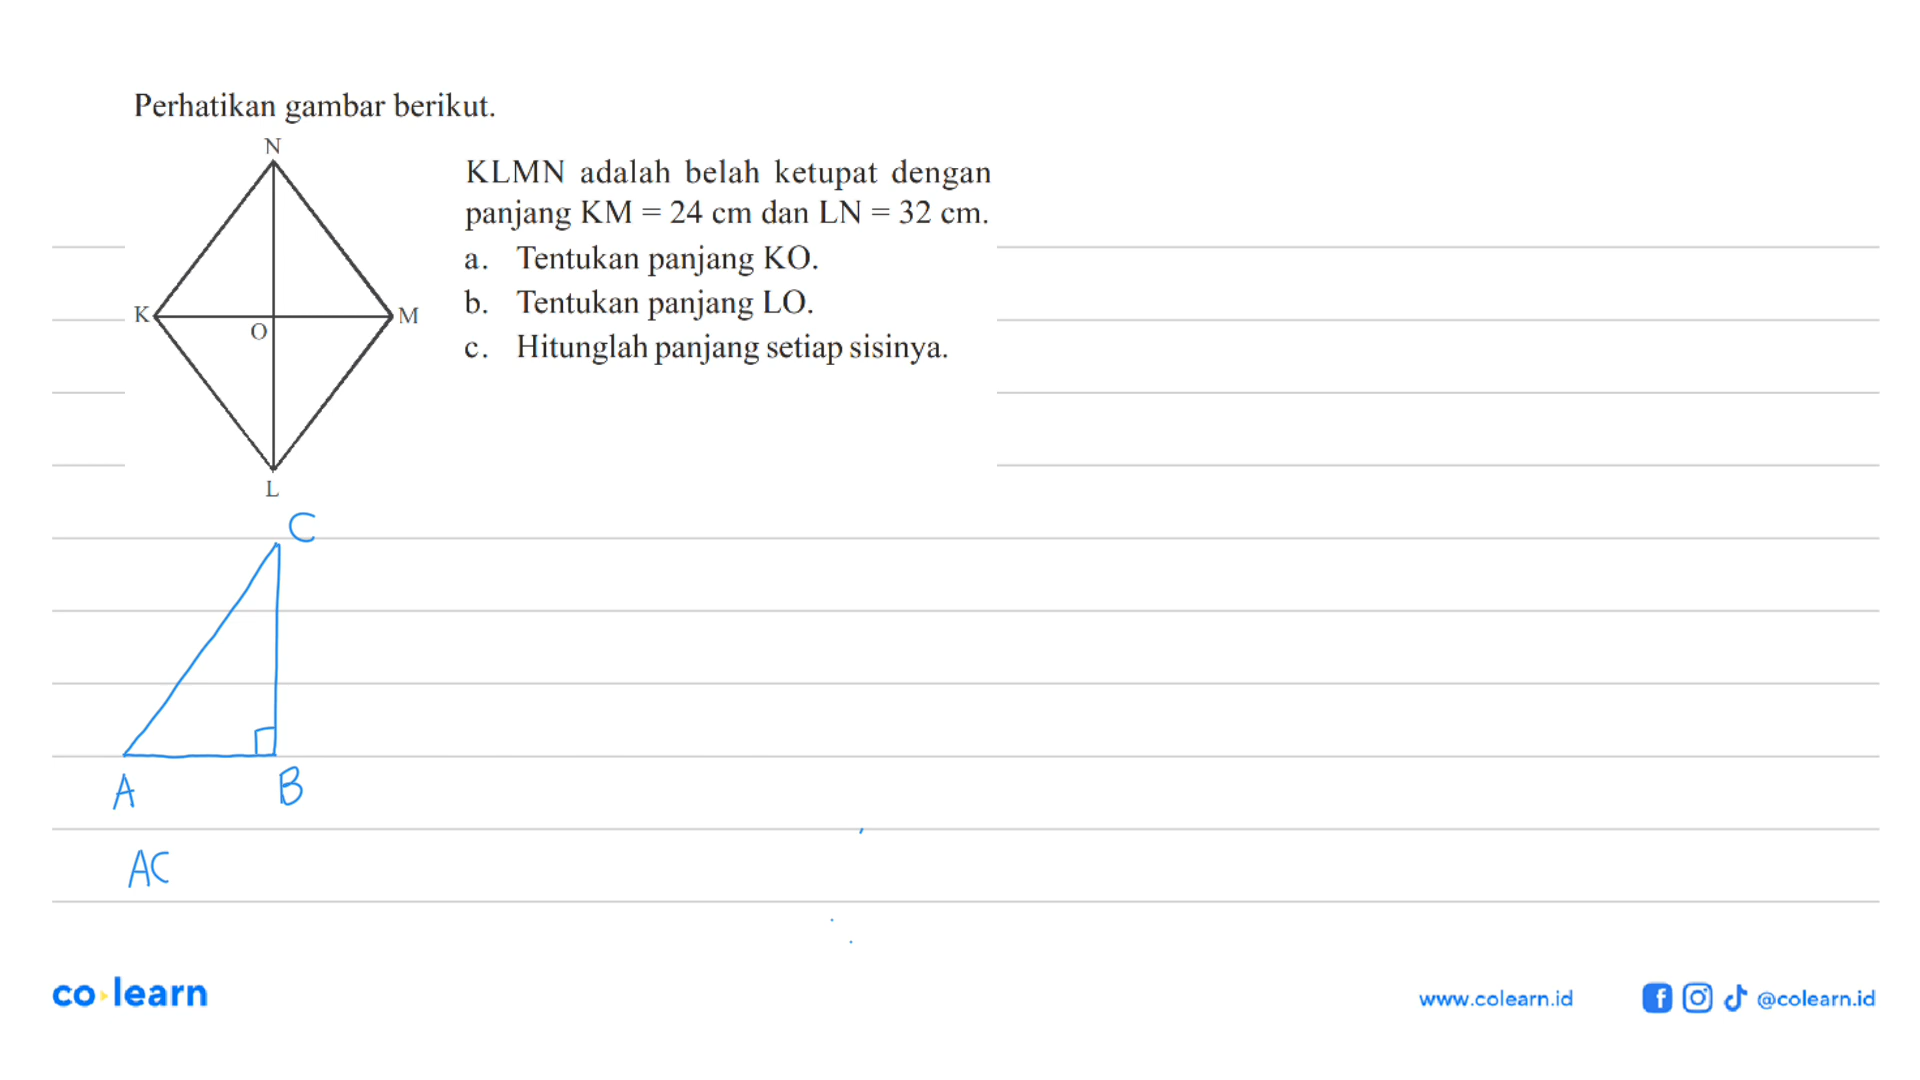 Perhatikan gambar berikut.
N
K
O
M
L
KLMN adalah belah ketupat dengan
panjang KM = 24 cm dan LN = 32 cm.
a. Tentukan panjang KO.
b. Tentukan panjang LO.
c. Hitunglah panjang setiap sisinya.
C
A
B
AC
co learn
www.colearn.id
@colearn.id